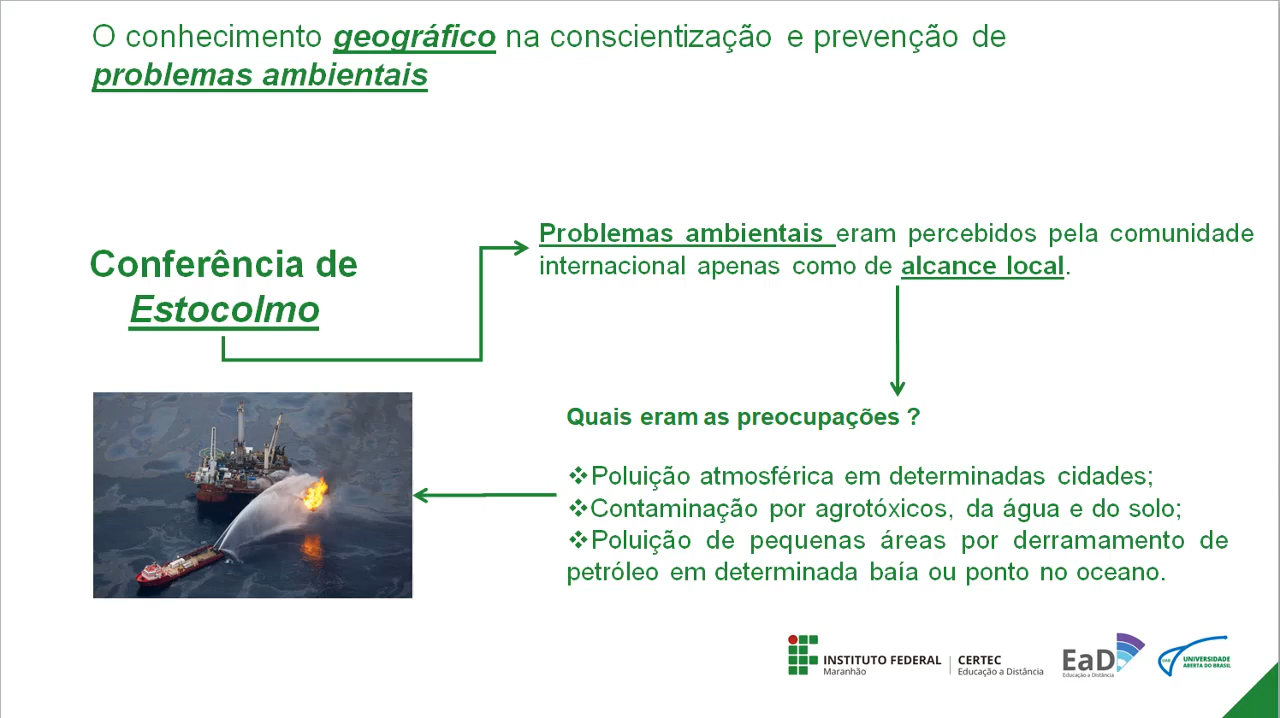 O conhecimento geográfico na conscientização e prevenção de
problemas ambientais
Conferência de
Estocolmo
Problemas ambientais eram percebidos pela comunidade
internacional apenas como de alcance local.
Quais eram as preocupações ?
❖Poluição atmosférica em determinadas cidades;
❖Contaminação por agrotóxicos, da água e do solo;
❖Poluição de pequenas áreas por derramamento de
petróleo em determinada baía ou ponto no oceano.
INSTITUTO FEDERAL
Maranhão
CERTEC
Educação a Distância
EaD
Educação a Distância
UAB
UNIVERSIDADE
ABERTA DO BRASIL